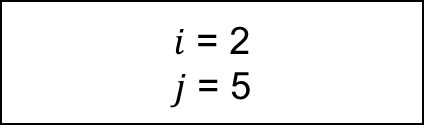 i = 2
j = 5